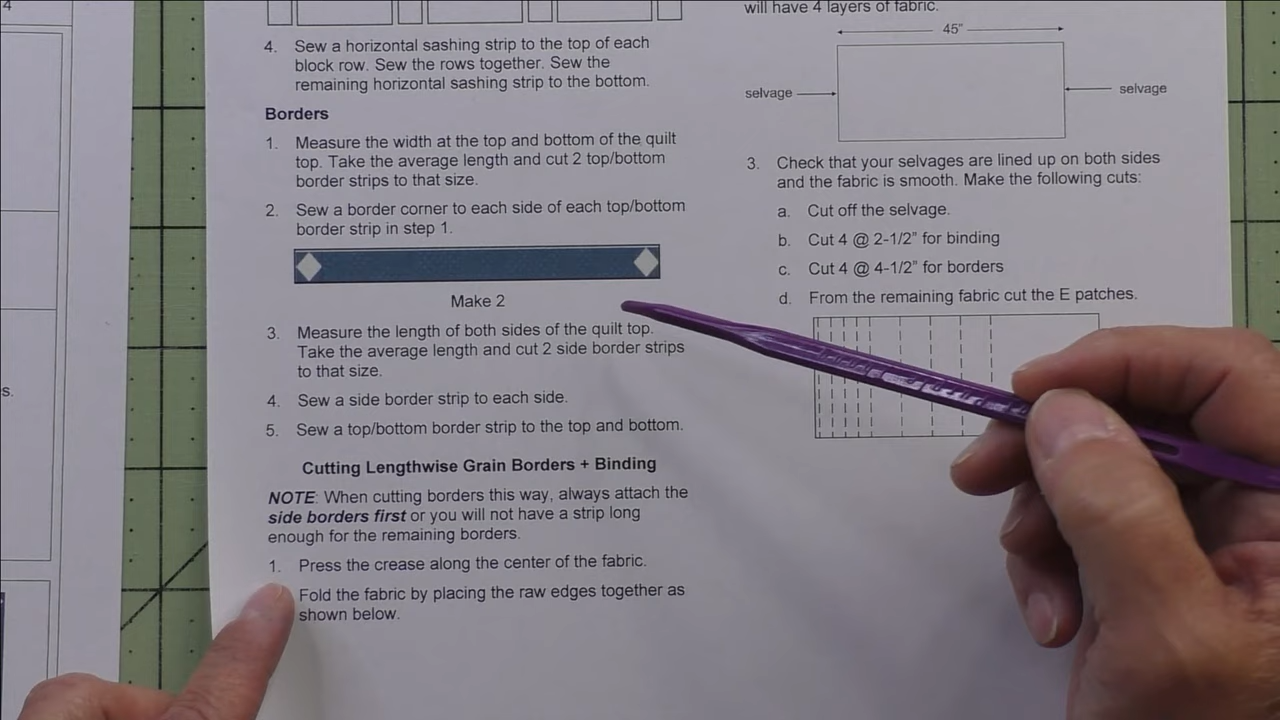 4
s.
4. Sew a horizontal sashing strip to the top of each
block row. Sew the rows together. Sew the
remaining horizontal sashing strip to the bottom.
Borders
1. Measure the width at the top and bottom of the quilt
top. Take the average length and cut 2 top/bottom
border strips to that size.
2. Sew a border corner to each side of each top/bottom
border strip in step 1.
Make 2
3. Measure the length of both sides of the quilt top.
Take the average length and cut 2 side border strips
to that size.
4. Sew a side border strip to each side.
5. Sew a top/bottom border strip to the top and bottom.
Cutting Lengthwise Grain Borders + Binding
NOTE: When cutting borders this way, always attach the
side borders first or you will not have a strip long
enough for the remaining borders.
1. Press the crease along the center of the fabric.
Fold the fabric by placing the raw edges together as
shown below.
will have 4 layers of fabric.
45"
selvage
selvage
3. Check that your selvages are lined up on both sides
and the fabric is smooth. Make the following cuts:
a. Cut off the selvage.
b. Cut 4 @ 2-1/2" for binding
c. Cut 4 @ 4-1/2" for borders
d. From the remaining fabric cut the E patches.